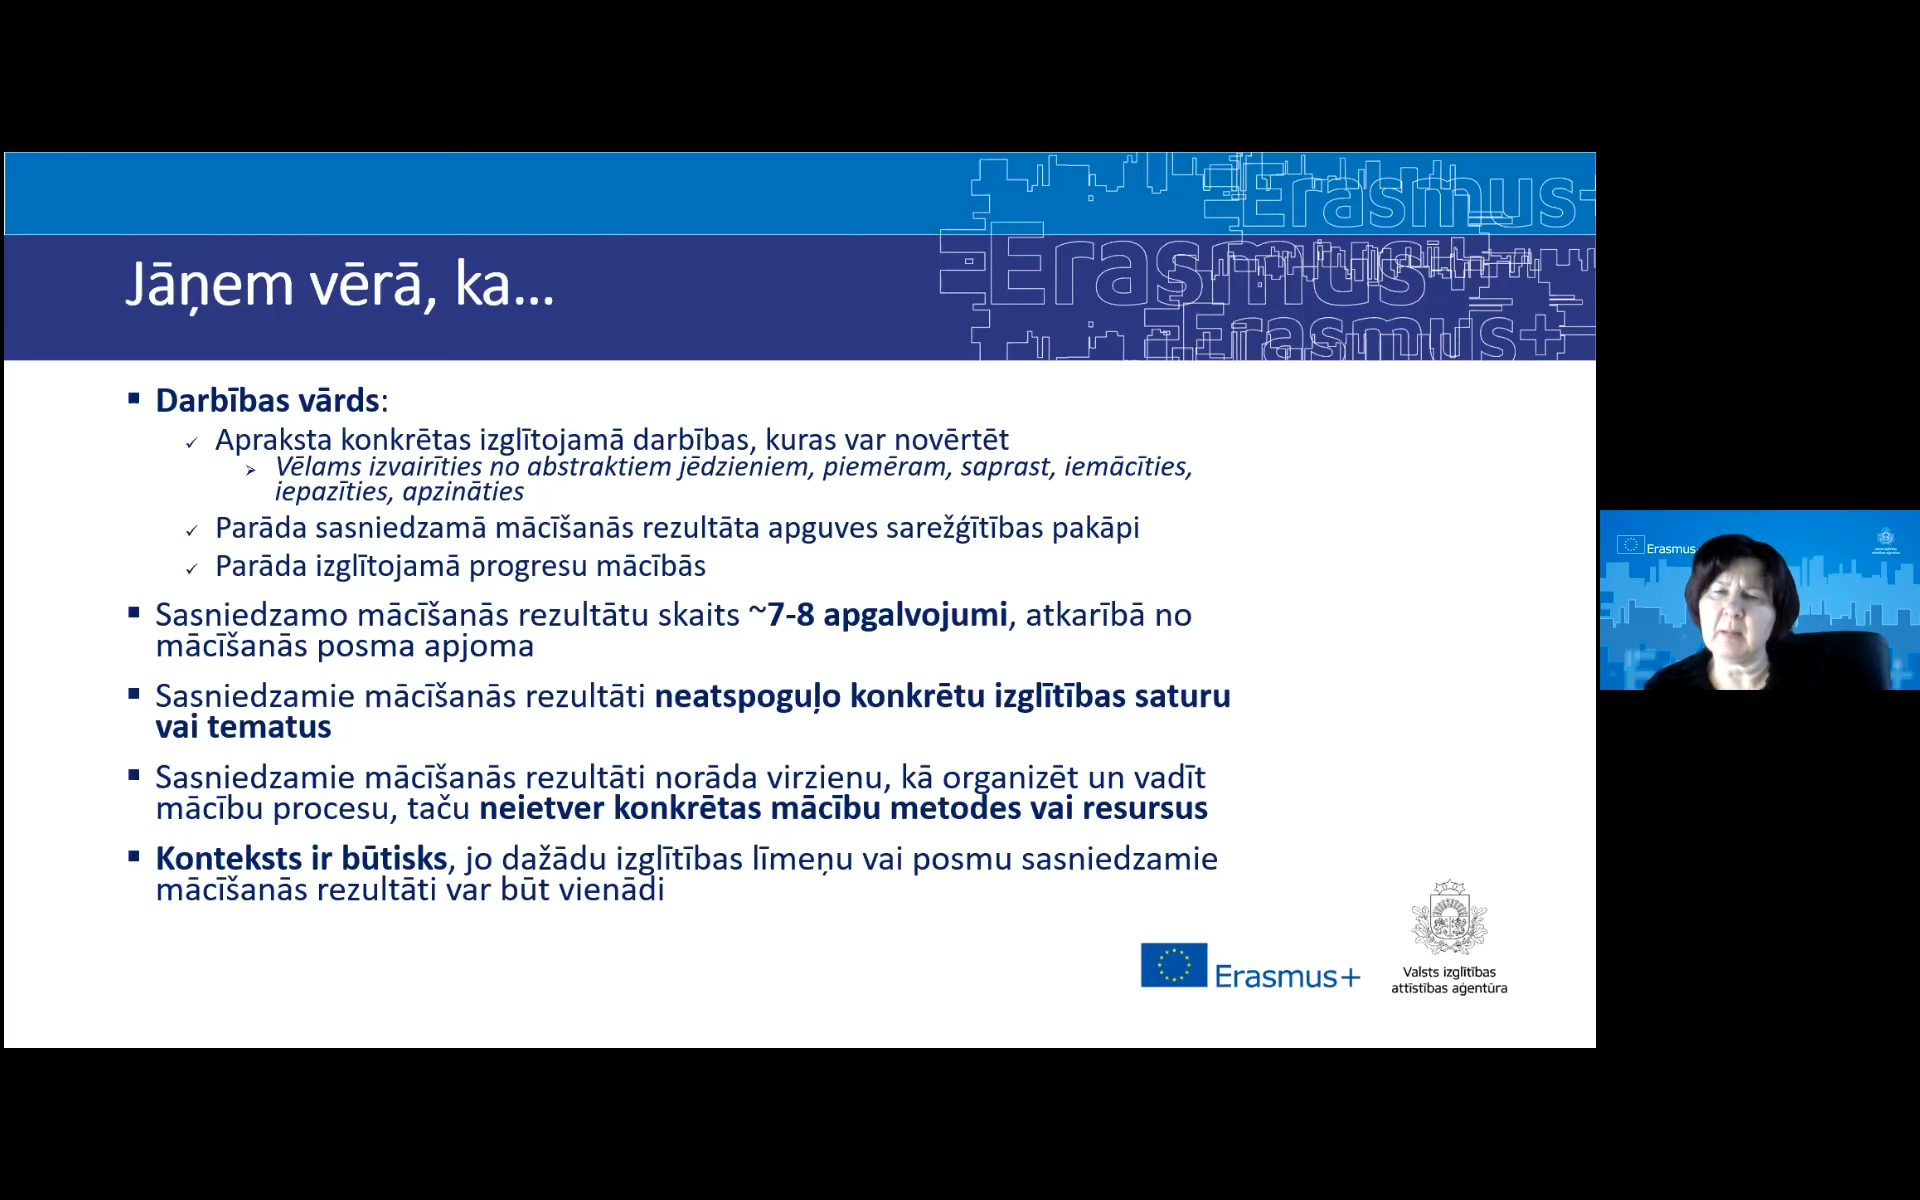 Erasmus+
Erasmus+
Erasmus+
Jāņem vērā, ka...
▪ Darbības vārds:
✓ Apraksta konkrētas izglītojamā darbības, kuras var novērtēt
➢ Vēlams izvairīties no abstraktiem jēdzieniem, piemēram, saprast, iemācīties,
iepazīties, apzināties
✓ Parāda sasniedzamā mācīšanās rezultāta apguves sarežģītības pakāpi
✓ Parāda izglītojamā progresu mācībās
▪ Sasniedzamo mācīšanās rezultātu skaits ~7-8 apgalvojumi, atkarībā no
mācīšanās posma apjoma
▪ Sasniedzamie mācīšanās rezultāti neatspoguļo konkrētu izglītības saturu
vai tematus
▪ Sasniedzamie mācīšanās rezultāti norāda virzienu, kā organizēt un vadīt
mācību procesu, taču neietver konkrētas mācību metodes vai resursus
▪ Konteksts ir būtisks, jo dažādu izglītības līmeņu vai posmu sasniedzamie
mācīšanās rezultāti var būt vienādi
Erasmus+
Valsts izglītības
attīstības aģentūra
Erasmus+